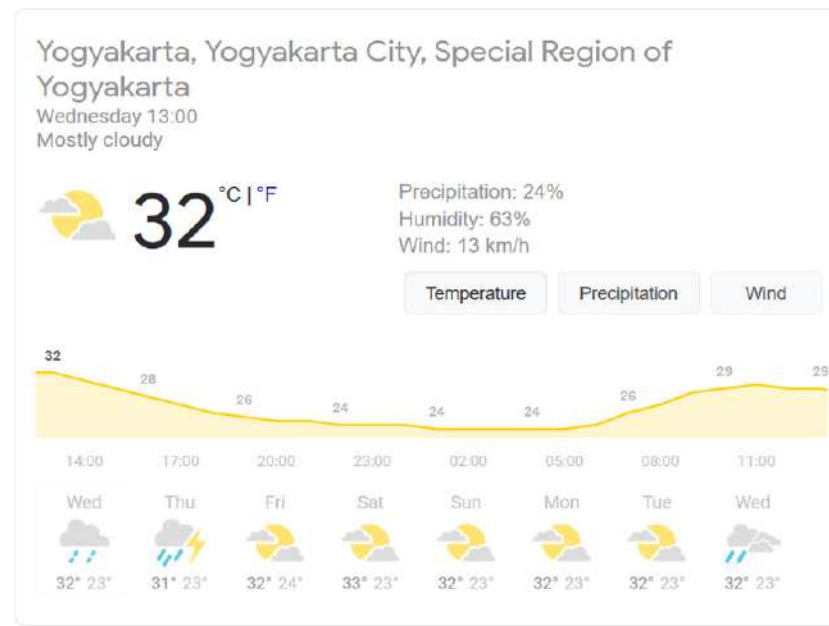 Yogyakarta, Yogyakarta City, Special Region of
Yogyakarta
Wednesday 13:00
Mostly cloudy
32 °C | °F
Precipitation: 24%
Humidity: 63%
Wind: 13 km/h
Temperature Precipitation Wind
32 28 26 24 24 24 26 29 29
14:00 17:00 20:00 23:00 02:00 05:00 08:00 11:00
Wed Thu Fri Sat Sun Mon Tue Wed
32° 23° 31° 23° 32° 24° 33° 23° 32° 23° 32° 23° 32° 23° 32° 23°